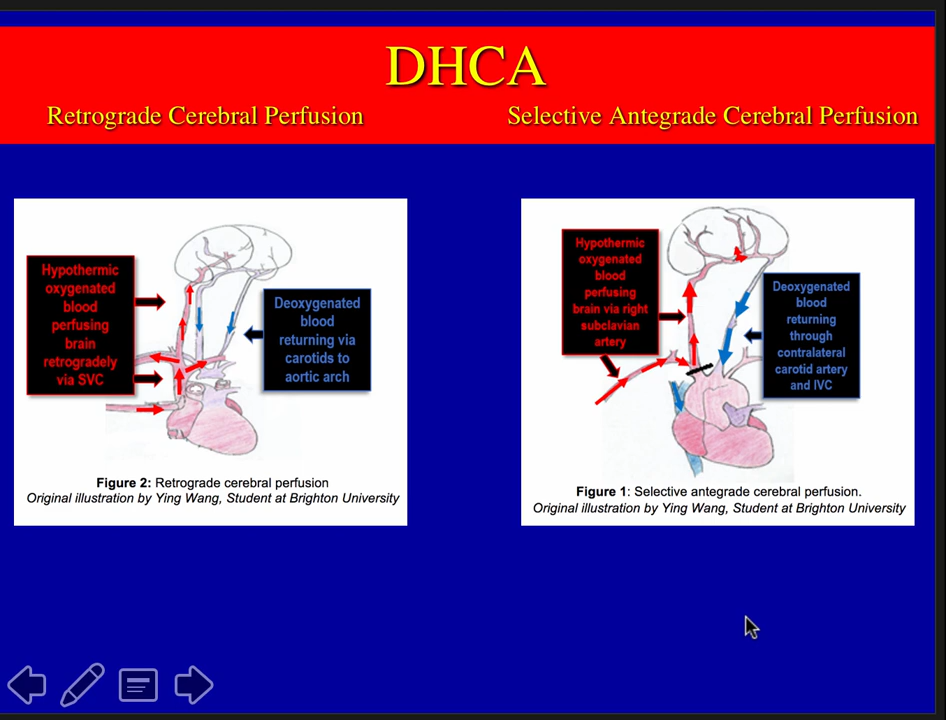 DHCA
Retrograde Cerebral Perfusion
Selective Antegrade Cerebral Perfusion
Hypothermic
oxygenated
blood
perfusing
brain
retrogradely
via SVC
Deoxygenated
blood
returning via
carotids to
aortic arch
Figure 2: Retrograde cerebral perfusion
Original illustration by Ying Wang, Student at Brighton University
Hypothermic
oxygenated
blood
perfusing
brain via right
subclavian
artery
Deoxygenated
blood
returning
through
contralateral
carotid artery
and IVC
Figure 1: Selective antegrade cerebral perfusion.
Original illustration by Ying Wang, Student at Brighton University